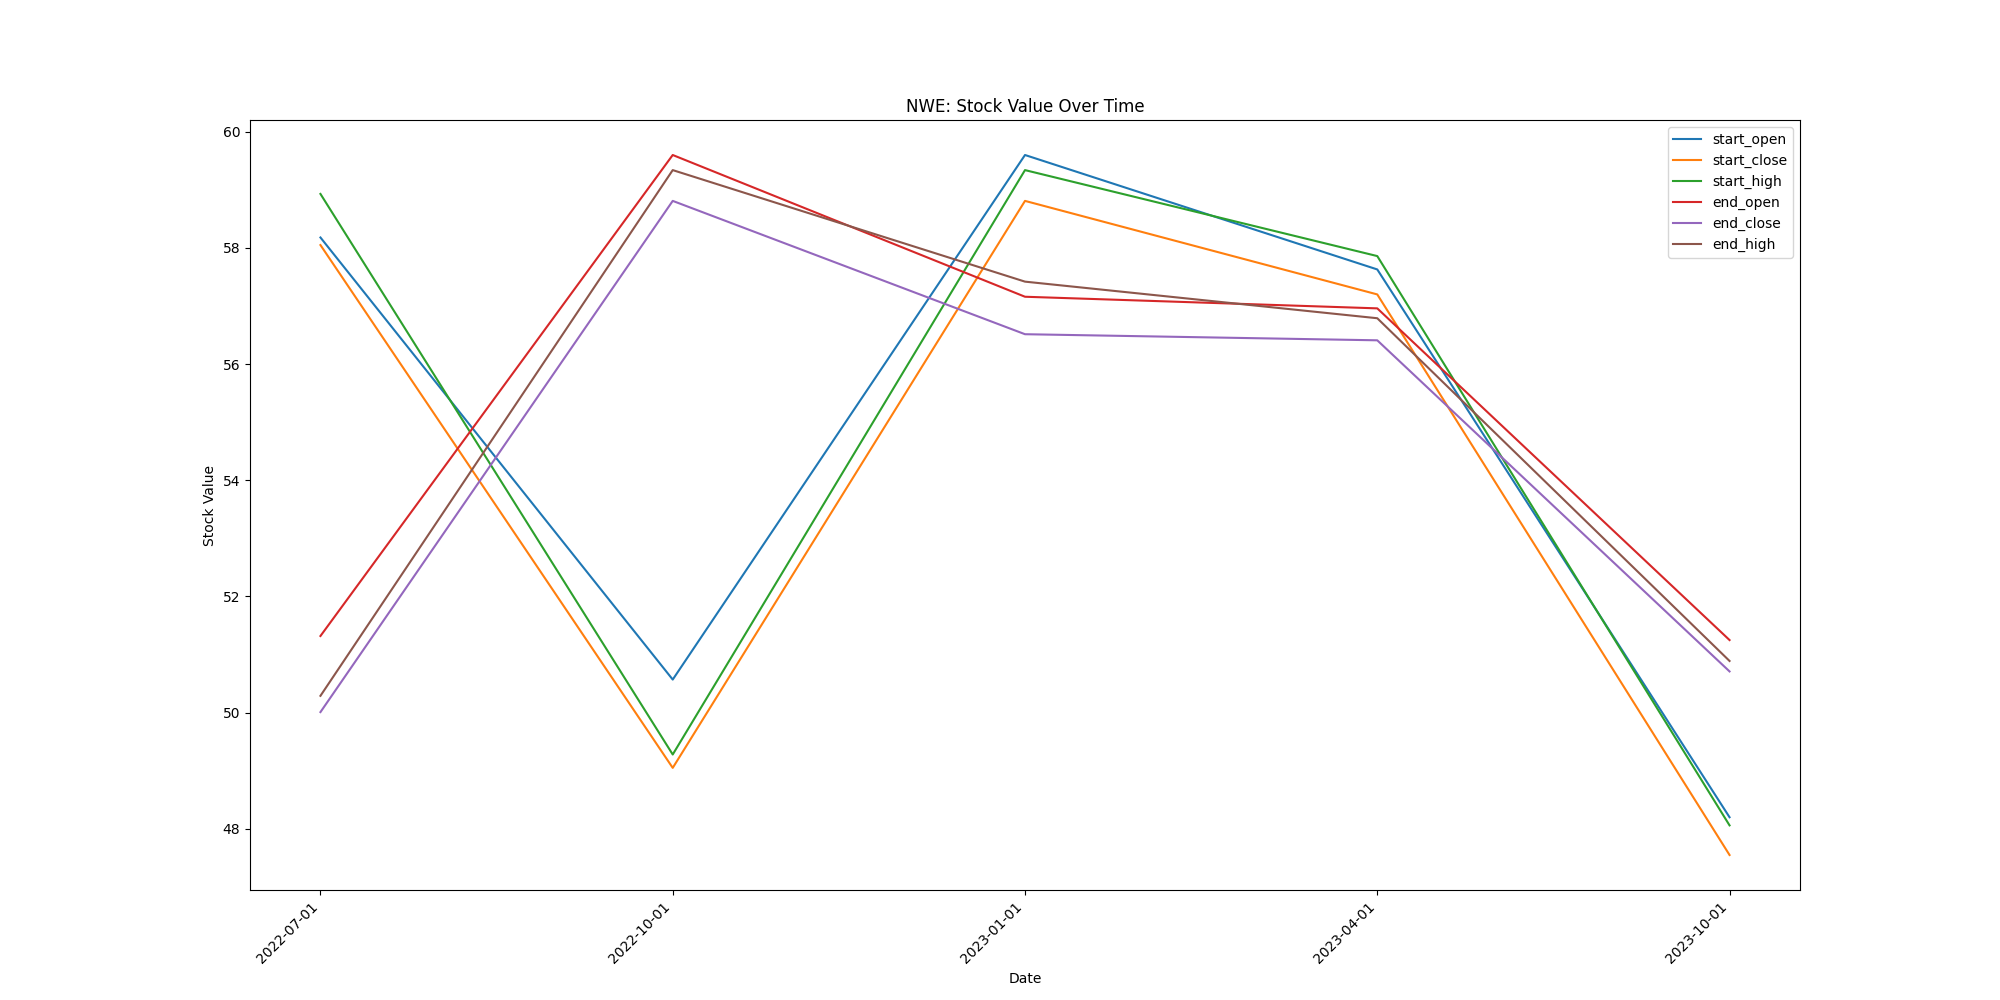 NWE: Stock Value Over Time
60
58
56
54
52
50
48
Stock Value
start_open
start_close
start_high
end_open
end_close
end_high
2022-07-01
2022-10-01
2023-01-01
2023-04-01
2023-10-01
Date